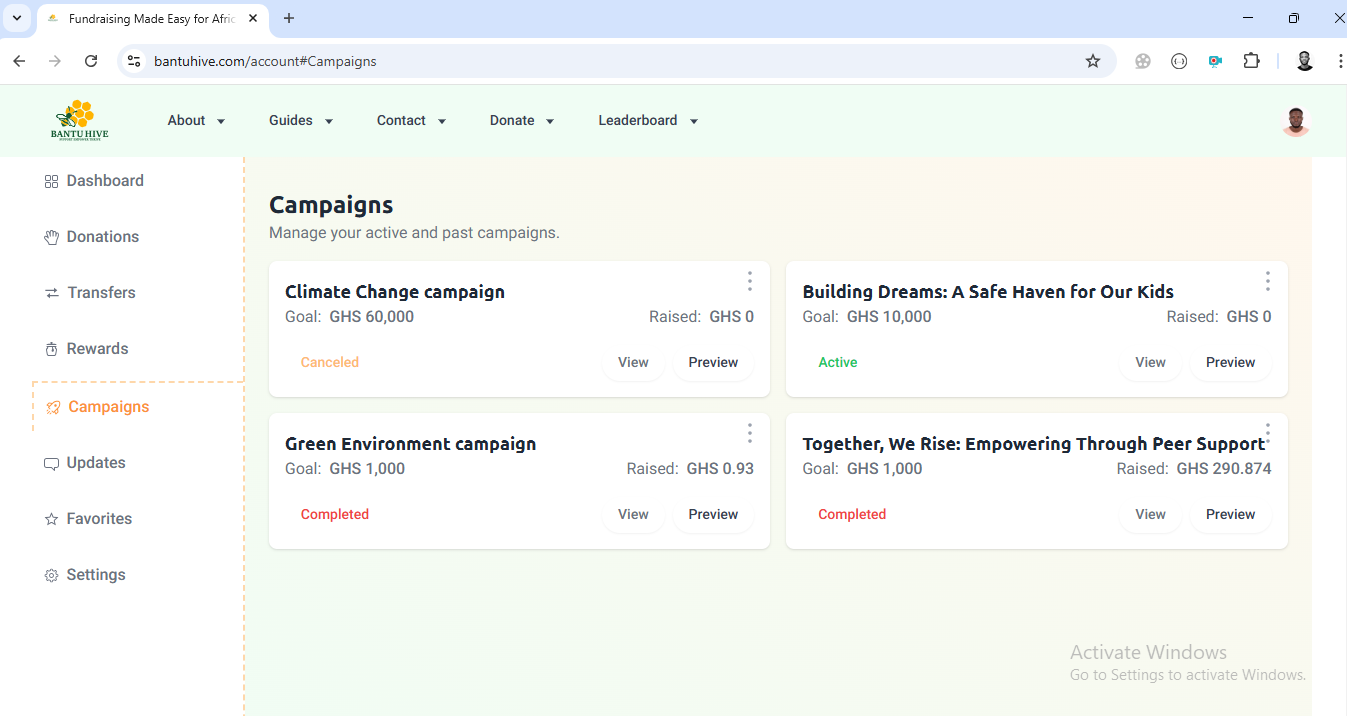 Fundraising Made Easy for Afric
bantuhive.com/account#Campaigns
BANTU HIVE
About
Guides
Contact
Donate
Leaderboard
Dashboard
Donations
Transfers
Rewards
Campaigns
Updates
Favorites
Settings
Campaigns
Manage your active and past campaigns.
Climate Change campaign
Goal: GHS 60,000 Raised: GHS 0
Canceled View Preview
Building Dreams: A Safe Haven for Our Kids
Goal: GHS 10,000 Raised: GHS 0
Active View Preview
Green Environment campaign
Goal: GHS 1,000 Raised: GHS 0.93
Completed View Preview
Together, We Rise: Empowering Through Peer Support
Goal: GHS 1,000 Raised: GHS 290.874
Completed View Preview
Activate Windows
Go to Settings to activate Windows.